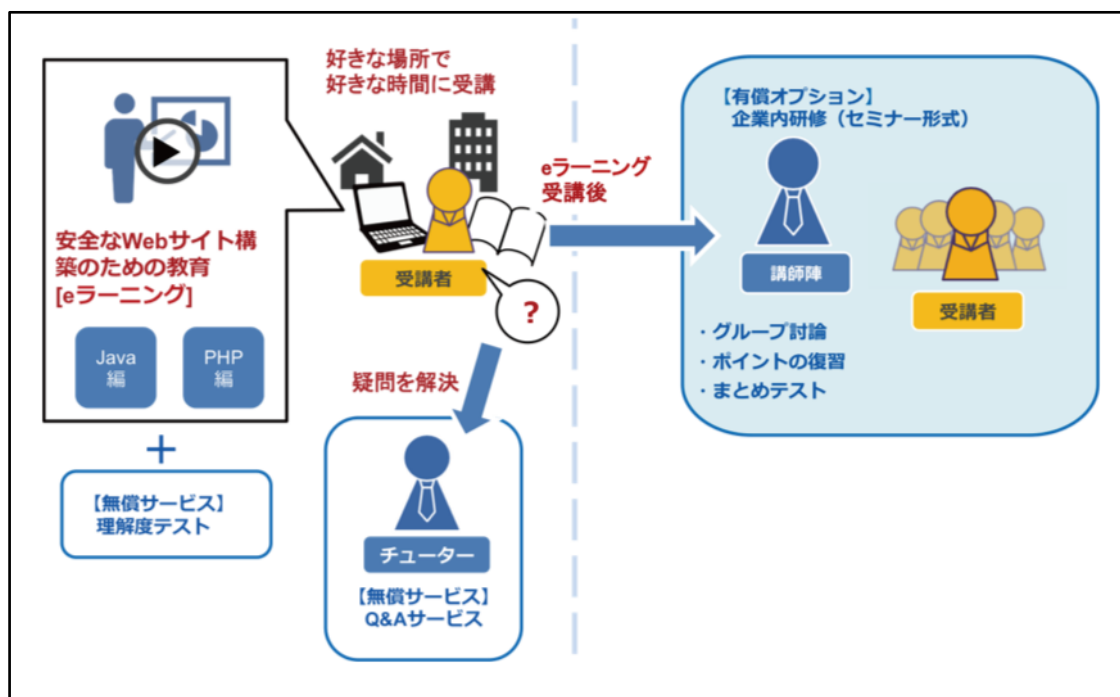 好きな場所で
好きな時間に受講
安全なWebサイト構
築のための教育
[eラーニング]
Java
編
PHP
編
＋
【無償サービス】
理解度テスト
受講者
?
疑問を解決
チューター
【無償サービス】
Q&Aサービス
eラーニング
受講後
【有償オプション】
企業内研修（セミナー形式）
講師陣
受講者
・グループ討論
・ポイントの復習
・まとめテスト